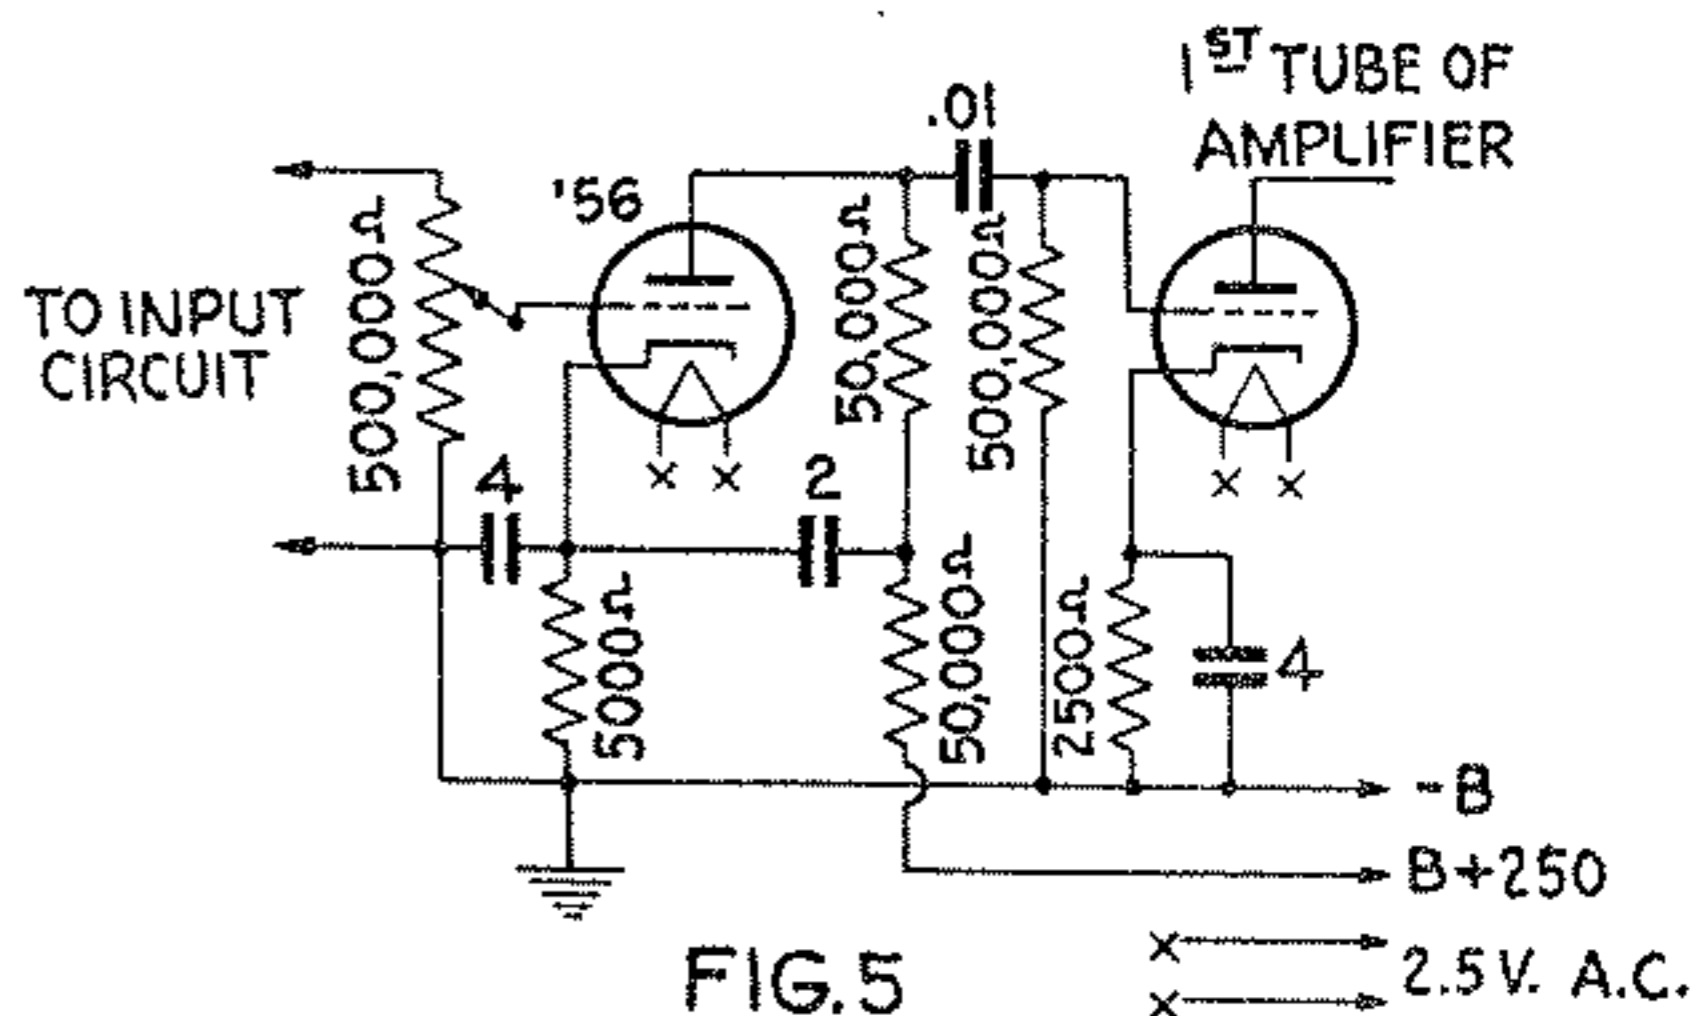 1ST TUBE OF
AMPLIFIER
.01
'56
500,000Ω
50,000Ω
500,000Ω
TO INPUT
CIRCUIT
X X
X X
4
2
5000Ω
50,000Ω
2500Ω
4
-B
B+250
X
2.5V. A.C.
X
FIG.5